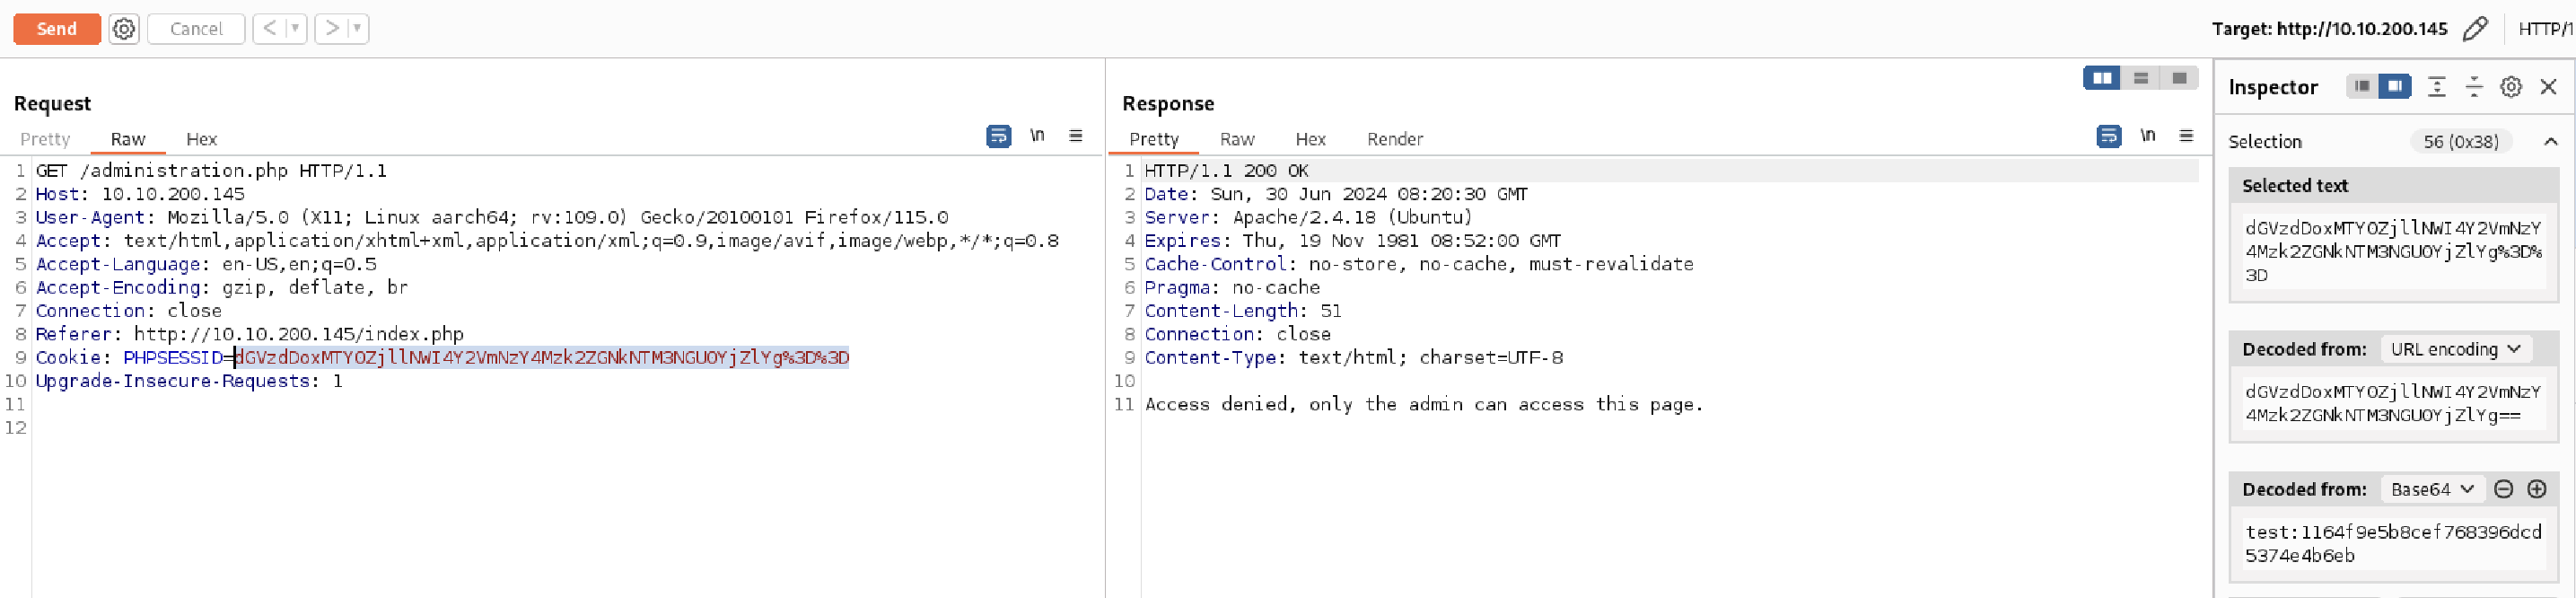 Send
Cancel
<
>
Target: http://10.10.200.145
HTTP/1
Request
Pretty Raw Hex
\n
1 GET /administration.php HTTP/1.1
2 Host: 10.10.200.145
3 User-Agent: Mozilla/5.0 (X11; Linux aarch64; rv:109.0) Gecko/20100101 Firefox/115.0
4 Accept: text/html,application/xhtml+xml,application/xml;q=0.9,image/avif,image/webp,*/*;q=0.8
5 Accept-Language: en-US,en;q=0.5
6 Accept-Encoding: gzip, deflate, br
7 Connection: close
8 Referer: http://10.10.200.145/index.php
9 Cookie: PHPSESSID=dGVzdDoxMTY0ZjllNWI4Y2VmNzY4Mzk2ZGNkNTM3NGU0YjZlYg%3D%3D
10 Upgrade-Insecure-Requests: 1
11
12
Response
Pretty Raw Hex Render
\n
1 HTTP/1.1 200 OK
2 Date: Sun, 30 Jun 2024 08:20:30 GMT
3 Server: Apache/2.4.18 (Ubuntu)
4 Expires: Thu, 19 Nov 1981 08:52:00 GMT
5 Cache-Control: no-store, no-cache, must-revalidate
6 Pragma: no-cache
7 Content-Length: 51
8 Connection: close
9 Content-Type: text/html; charset=UTF-8
10
11 Access denied, only the admin can access this page.
Inspector
Selection 56 (0x38)
Selected text
dGVzdDoxMTY0ZjllNWI4Y2VmNzY
4Mzk2ZGNkNTM3NGU0YjZlYg%3D%
3D
Decoded from: URL encoding
dGVzdDoxMTY0ZjllNWI4Y2VmNzY
4Mzk2ZGNkNTM3NGU0YjZlYg==
Decoded from: Base64
test:1164f9e5b8cef768396dcd
5374e4b6eb